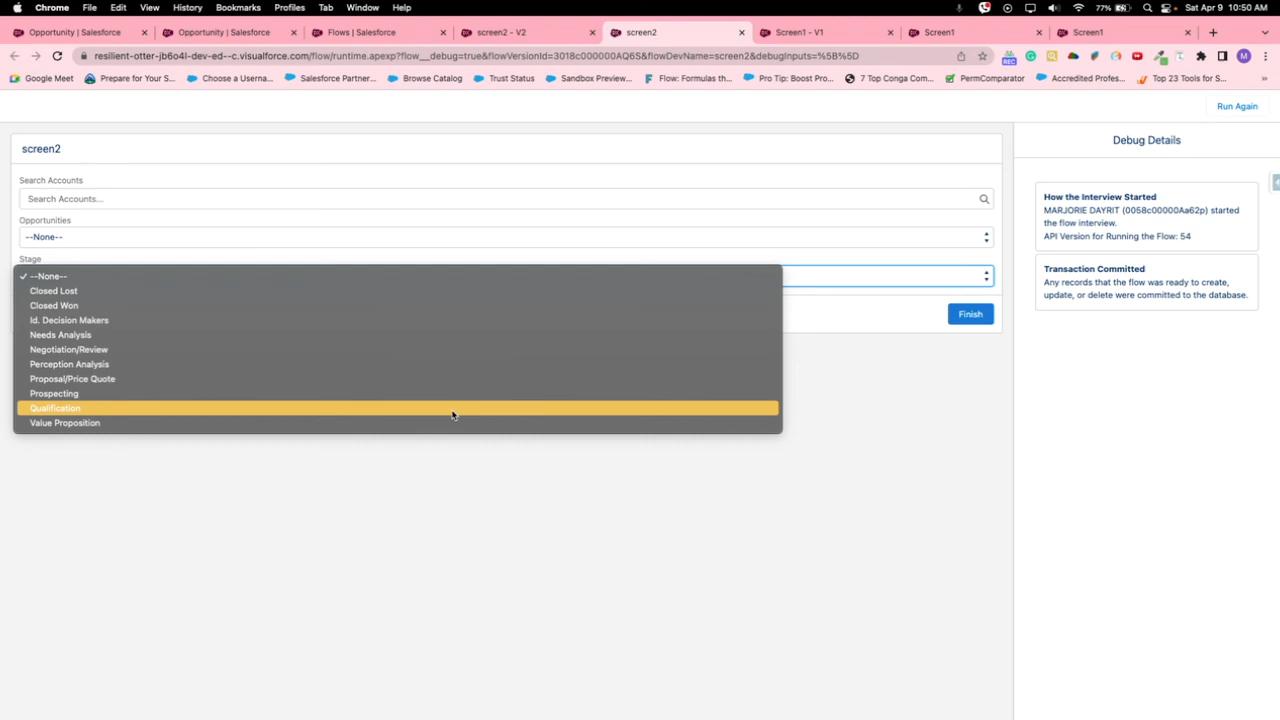 Chrome File Edit View History Bookmarks Profiles Tab Window Help 77% Sat Apr 9 10:50 AM
Opportunity | Salesforce Opportunity | Salesforce Flows | Salesforce screen2 - V2 screen2 Screen1 - V1 Screen1 Screen1
resilient-otter-jb6o4l-dev-ed--c.visualforce.com/flow/runtime.apexp?flow__debug=true&flowVersionId=3018c000000AQ6S&flowDevName=screen2&debugInputs=%5B%5D REC M
Google Meet Prepare for Your S... Choose a Userna... Salesforce Partner... Browse Catalog Trust Status Sandbox Preview... Flow: Formulas th... Pro Tip: Boost Pro... 7 Top Conga Com... PermComparator Accredited Profes... Top 23 Tools for S... »
Run Again
screen2
Search Accounts
Search Accounts...
Opportunities
--None--
Stage
--None--
Closed Lost
Closed Won
Id. Decision Makers
Needs Analysis
Negotiation/Review
Perception Analysis
Proposal/Price Quote
Prospecting
Qualification
Value Proposition
Finish
Debug Details
How the Interview Started
MARJORIE DAYRIT (0058c00000Aa62p) started
the flow interview.
API Version for Running the Flow: 54
Transaction Committed
Any records that the flow was ready to create,
update, or delete were committed to the database.